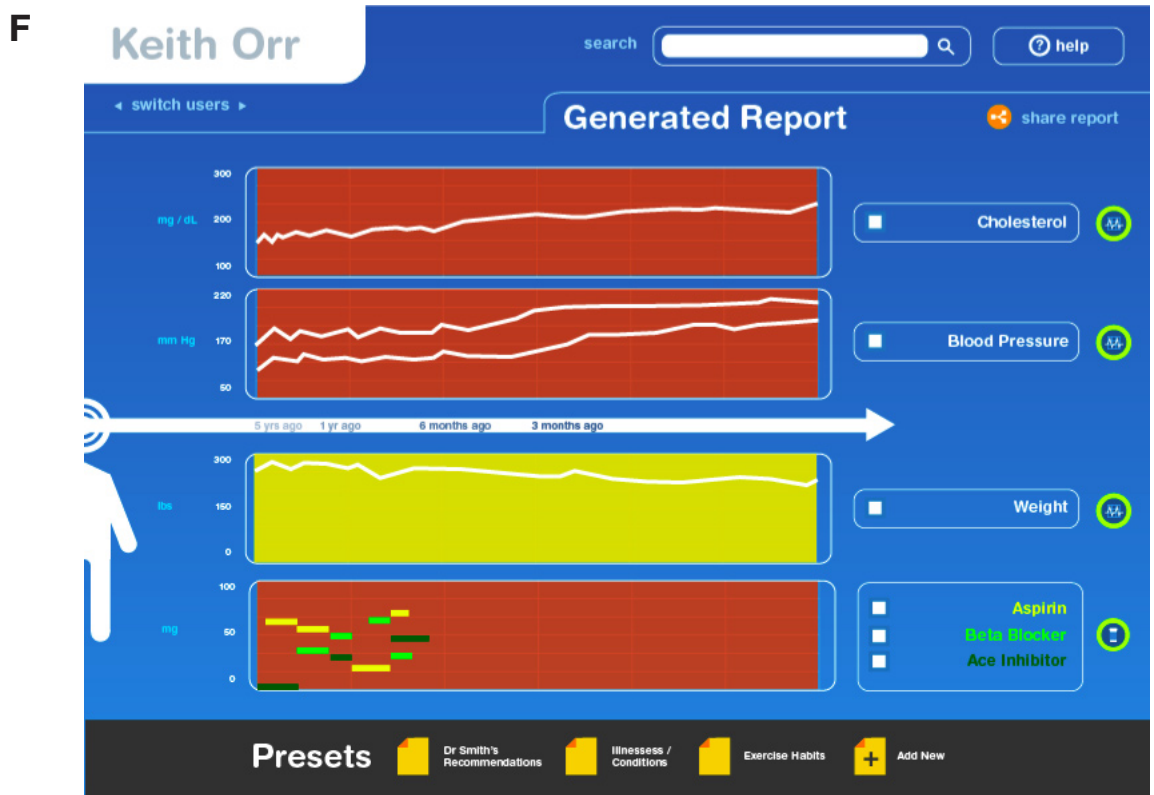 F
Keith Orr
search
? help
◂ switch users ▸
Generated Report
share report
300
mg / dL 200
100
Cholesterol
220
mm Hg 170
50
Blood Pressure
5 yrs ago 1 yr ago 6 months ago 3 months ago
300
lbs 150
0
Weight
100
mg 50
0
Aspirin
Beta Blocker
Ace Inhibitor
Presets
Dr Smith's
Recommendations
Illnessess /
Conditions
Exercise Habits
+ Add New